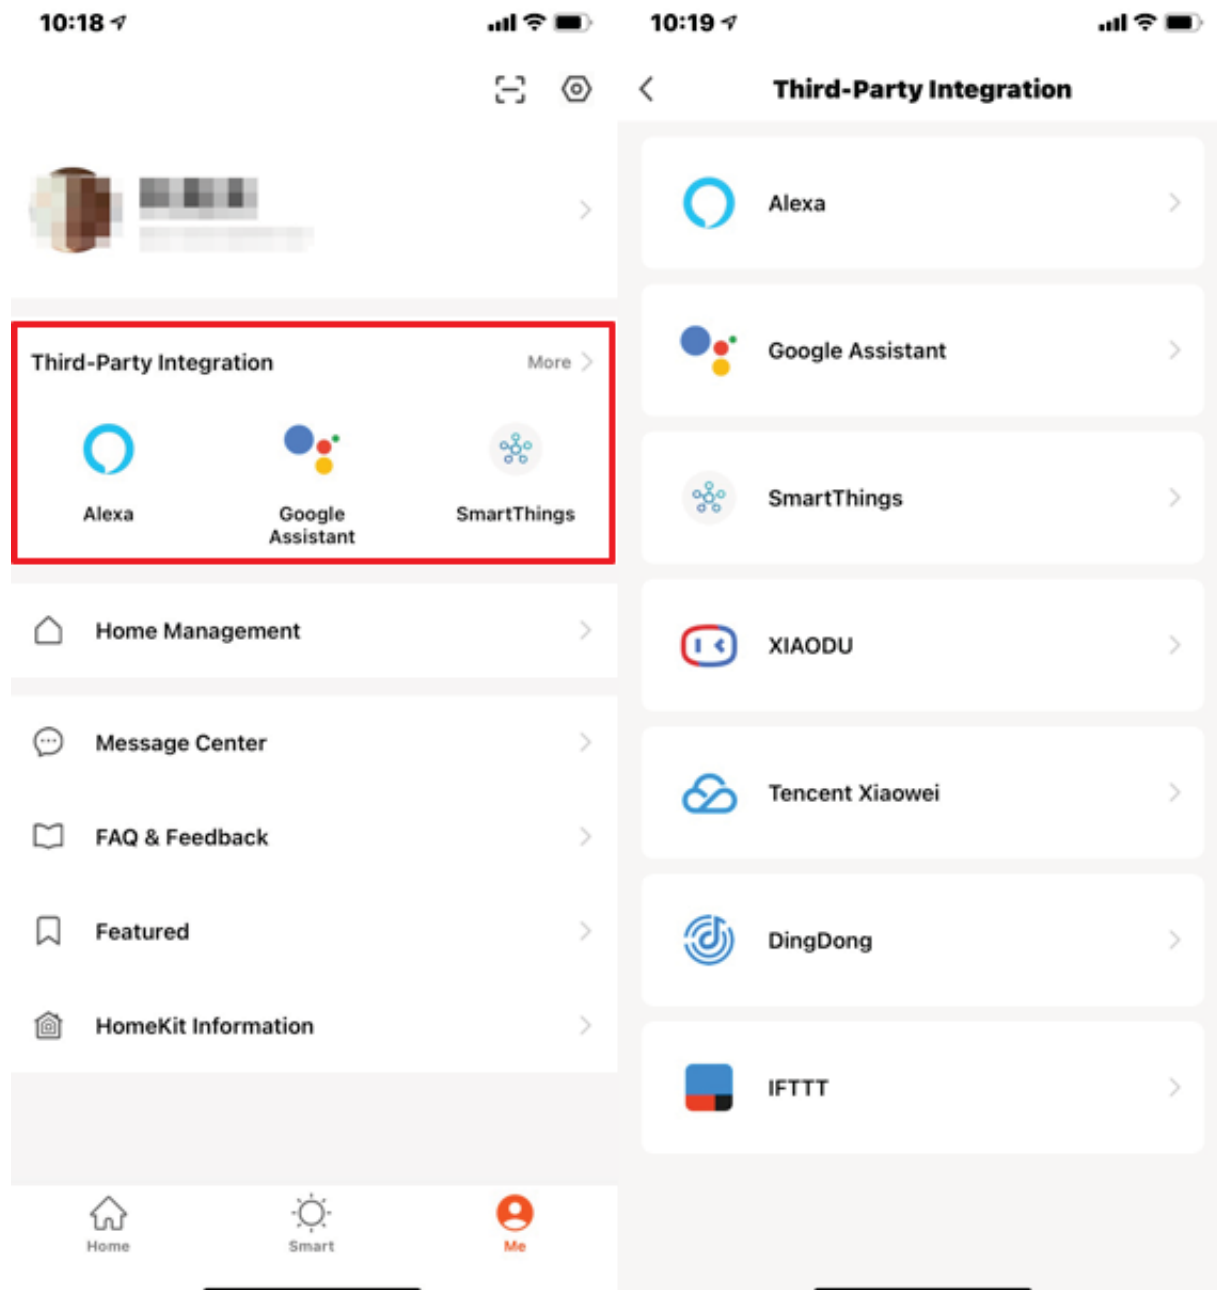 10:18
Third-Party Integration
More
Alexa
Google
Assistant
SmartThings
Home Management
Message Center
FAQ & Feedback
Featured
HomeKit Information
Home
Smart
Me
10:19
Third-Party Integration
Alexa
Google Assistant
SmartThings
XIAODU
Tencent Xiaowei
DingDong
IFTTT